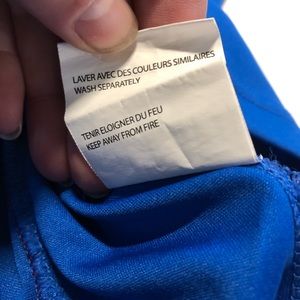 LAVER AVEC DES COULEURS SIMILAIRES
WASH SEPARATELY
TENIR ELOIGNER DU FEU
KEEP AWAY FROM FIRE